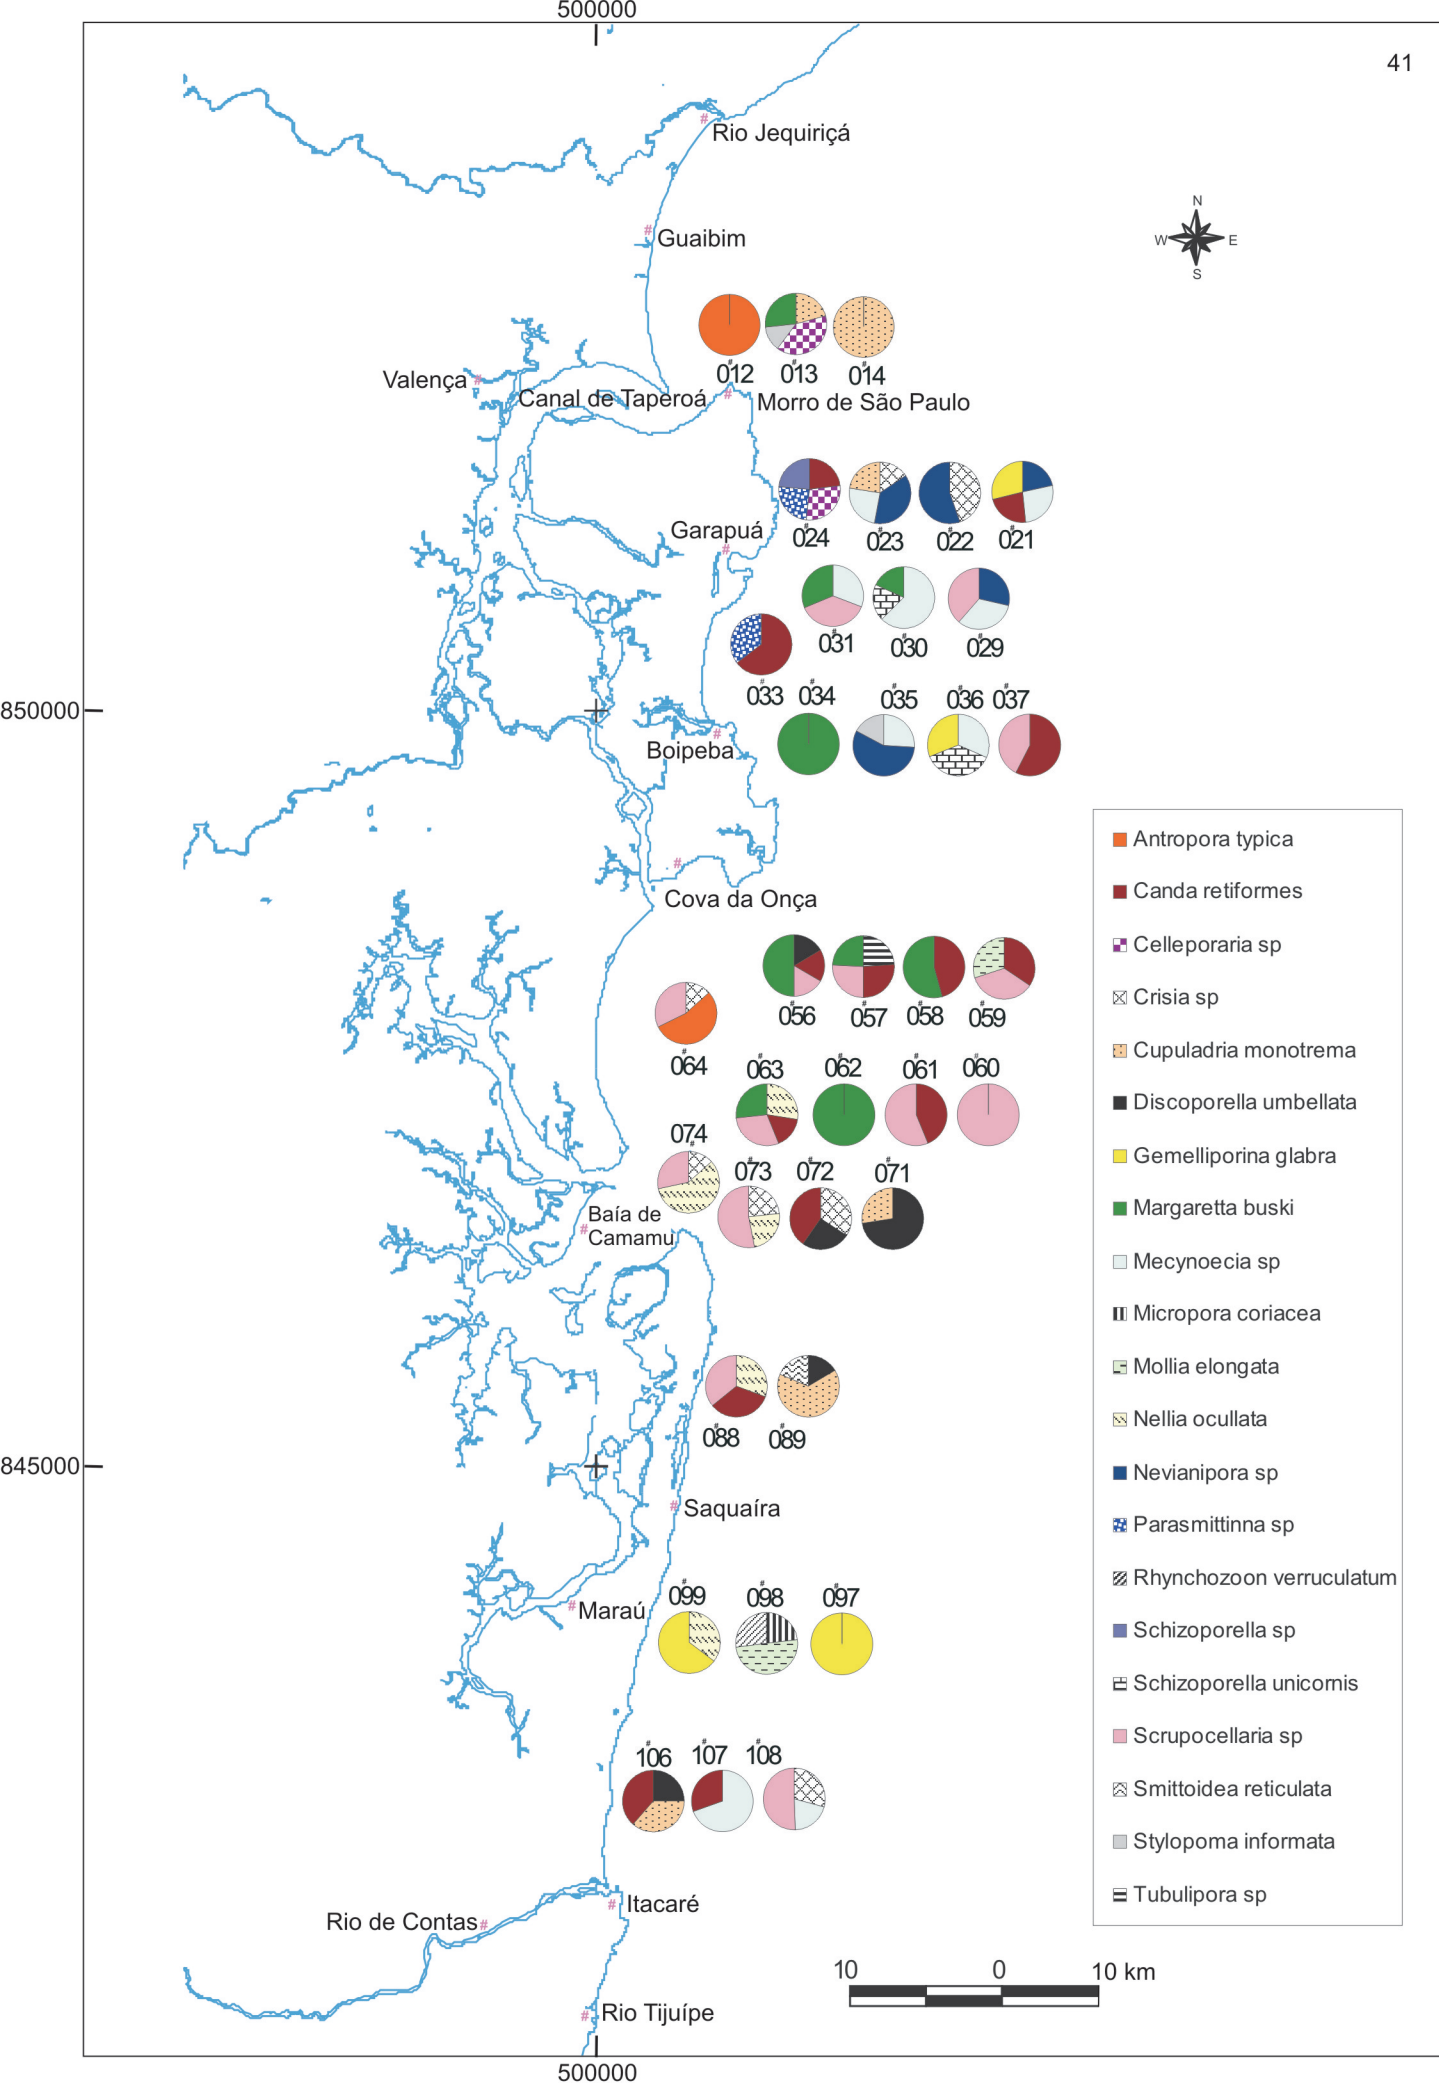 500000
41
Rio Jequiriçá
N
W E
S
Guaibim
012 013 014
Valença
Canal de Taperoá
Morro de São Paulo
Garapuá
024 023 022 021
031 030 029
033 034 035 036 037
850000
Boipeba
Antropora typica
Canda retiformes
Celleporaria sp
Crisia sp
Cupuladria monotrema
Discoporella umbellata
Gemelliporina glabra
Margaretta buski
Mecynoecia sp
Micropora coriacea
Mollia elongata
Nellia ocullata
Nevianipora sp
Parasmittinna sp
Rhynchozoon verruculatum
Schizoporella sp
Schizoporella unicornis
Scrupocellaria sp
Smittoidea reticulata
Stylopoma informata
Tubulipora sp
Cova da Onça
056 057 058 059
064 063 062 061 060
074 073 072 071
Baía de
Camamu
088 089
845000
Saquaíra
099 098 097
Maraú
106 107 108
Itacaré
Rio de Contas
10 0 10 km
Rio Tijuípe
500000